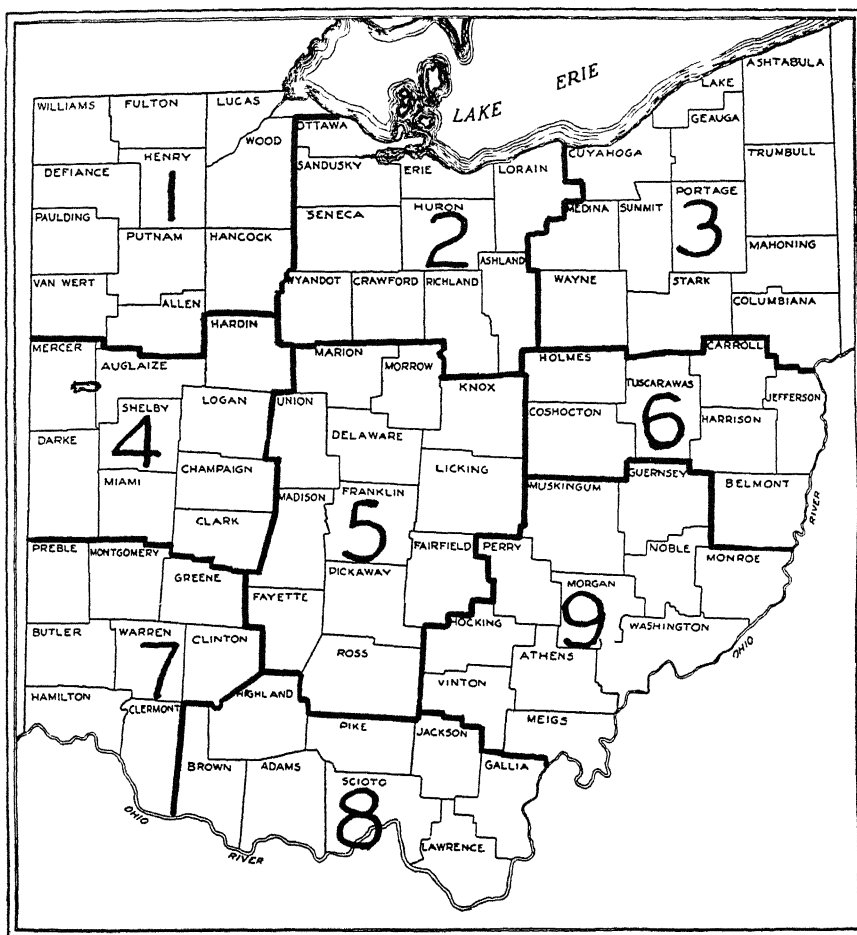 ASHTABULA
ERIE
LAKE
LAKE
WILLIAMS
FULTON
LUCAS
GEAUGA
OTTAWA
WOOD
CUYAHOGA
TRUMBULL
HENRY
SANDUSKY
ERIE
LORAIN
DEFIANCE
1
PORTAGE
MEDINA
SUMMIT
3
PAULDING
SENECA
HURON
2
PUTNAM
HANCOCK
MAHONING
ASHLAND
VAN WERT
WYANDOT
CRAWFORD
RICHLAND
WAYNE
STARK
ALLEN
COLUMBIANA
HARDIN
MERCER
MARION
HOLMES
CARROLL
AUGLAIZE
MORROW
KNOX
TUSCARAWAS
JEFFERSON
LOGAN
UNION
SHELBY
4
COSHOCTON
6
HARRISON
DARKE
DELAWARE
CHAMPAIGN
LICKING
MIAMI
GUERNSEY
BELMONT
MADISON
FRANKLIN
5
MUSKINGUM
CLARK
RIVER
PREBLE
MONTGOMERY
FAIRFIELD
PERRY
NOBLE
MONROE
GREENE
PICKAWAY
MORGAN
9
FAYETTE
HOCKING
WASHINGTON
BUTLER
WARREN
7
CLINTON
ROSS
ATHENS
OHIO
VINTON
HAMILTON
HIGHLAND
CLERMONT
MEIGS
PIKE
JACKSON
BROWN
ADAMS
GALLIA
SCIOTO
8
OHIO
LAWRENCE
RIVER